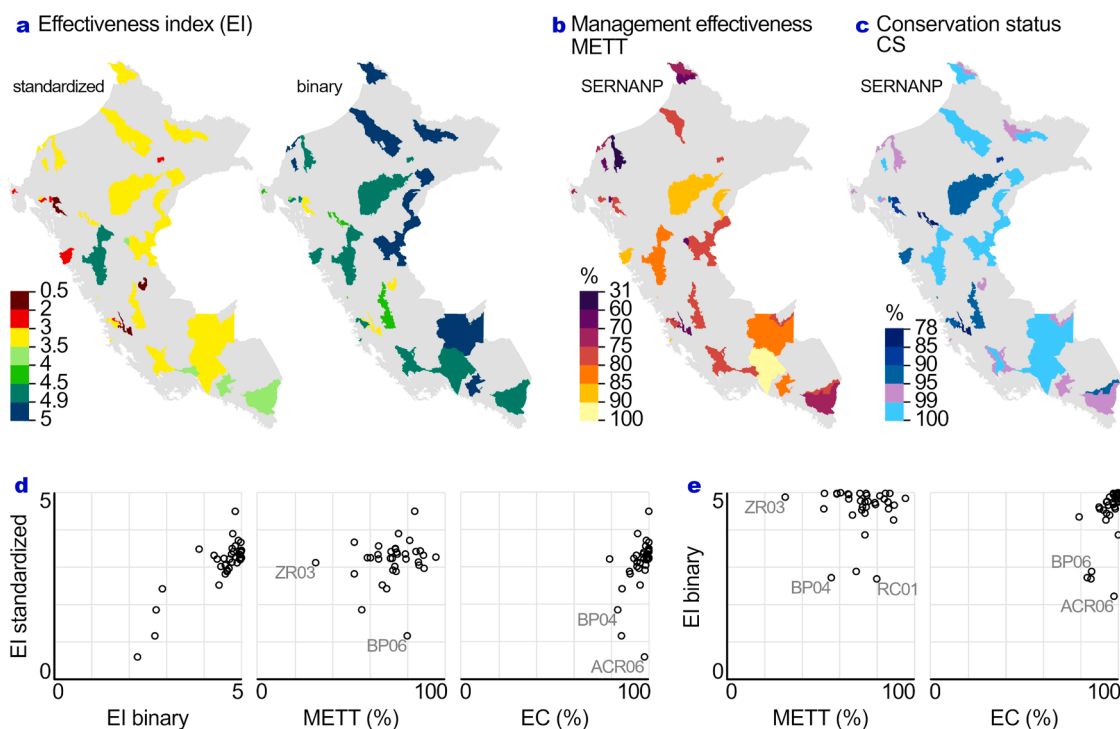 a Effectiveness index (EI)
standardized
binary
0.5
2
3
3.5
4
4.5
4.9
5
b Management effectiveness
METT
SERNANP
%
31
60
70
75
80
85
90
100
c Conservation status
CS
SERNANP
%
78
85
90
95
99
100
d
EI standardized
5
0
0
5
EI binary
ZR03
BP06
0
100
METT (%)
BP04
ACR06
0
100
EC (%)
e
EI binary
5
0
ZR03
BP04
RC01
0
100
METT (%)
BP06
ACR06
0
100
EC (%)